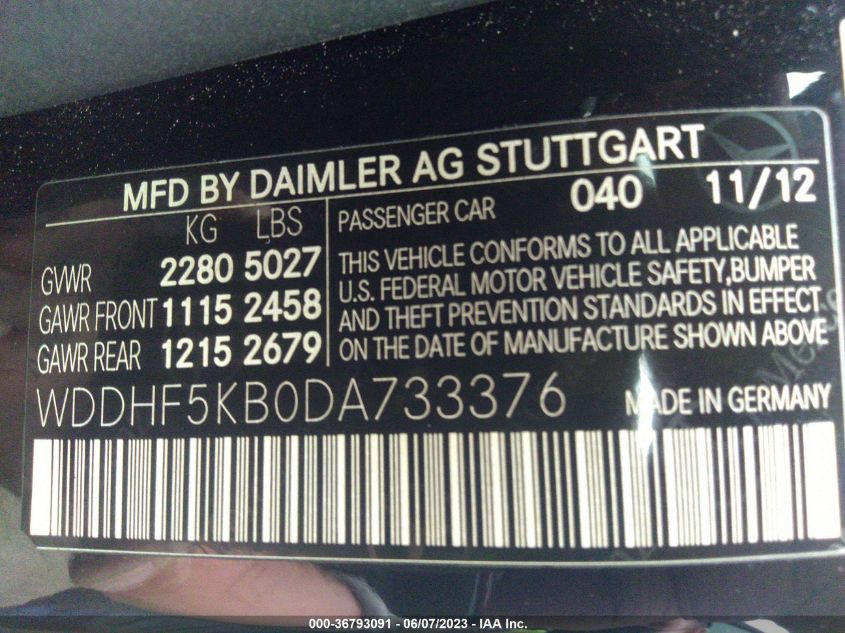 MFD BY DAIMLER AG STUTTGART
KG LBS
GVWR 2280 5027
GAWR FRONT 1115 2458
GAWR REAR 1215 2679
PASSENGER CAR 040 11/12
THIS VEHICLE CONFORMS TO ALL APPLICABLE
U.S. FEDERAL MOTOR VEHICLE SAFETY, BUMPER
AND THEFT PREVENTION STANDARDS IN EFFECT
ON THE DATE OF MANUFACTURE SHOWN ABOVE
WDDHF5KB0DA733376 MADE IN GERMANY
000-36793091 - 06/07/2023 - IAA Inc.